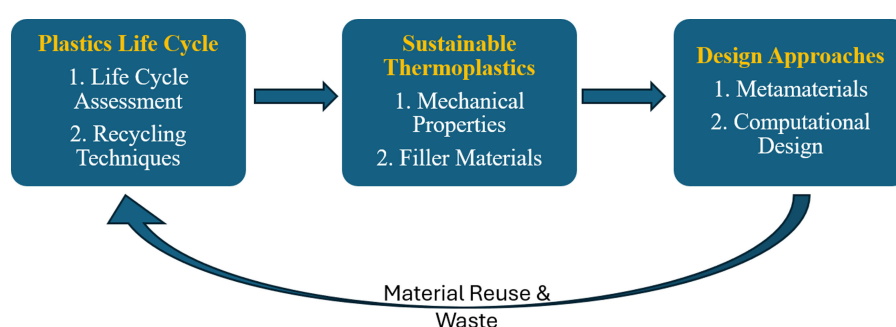 Plastics Life Cycle
1. Life Cycle
Assessment
2. Recycling
Techniques
Sustainable
Thermoplastics
1. Mechanical
Properties
2. Filler Materials
Design Approaches
1. Metamaterials
2. Computational
Design
Material Reuse &
Waste